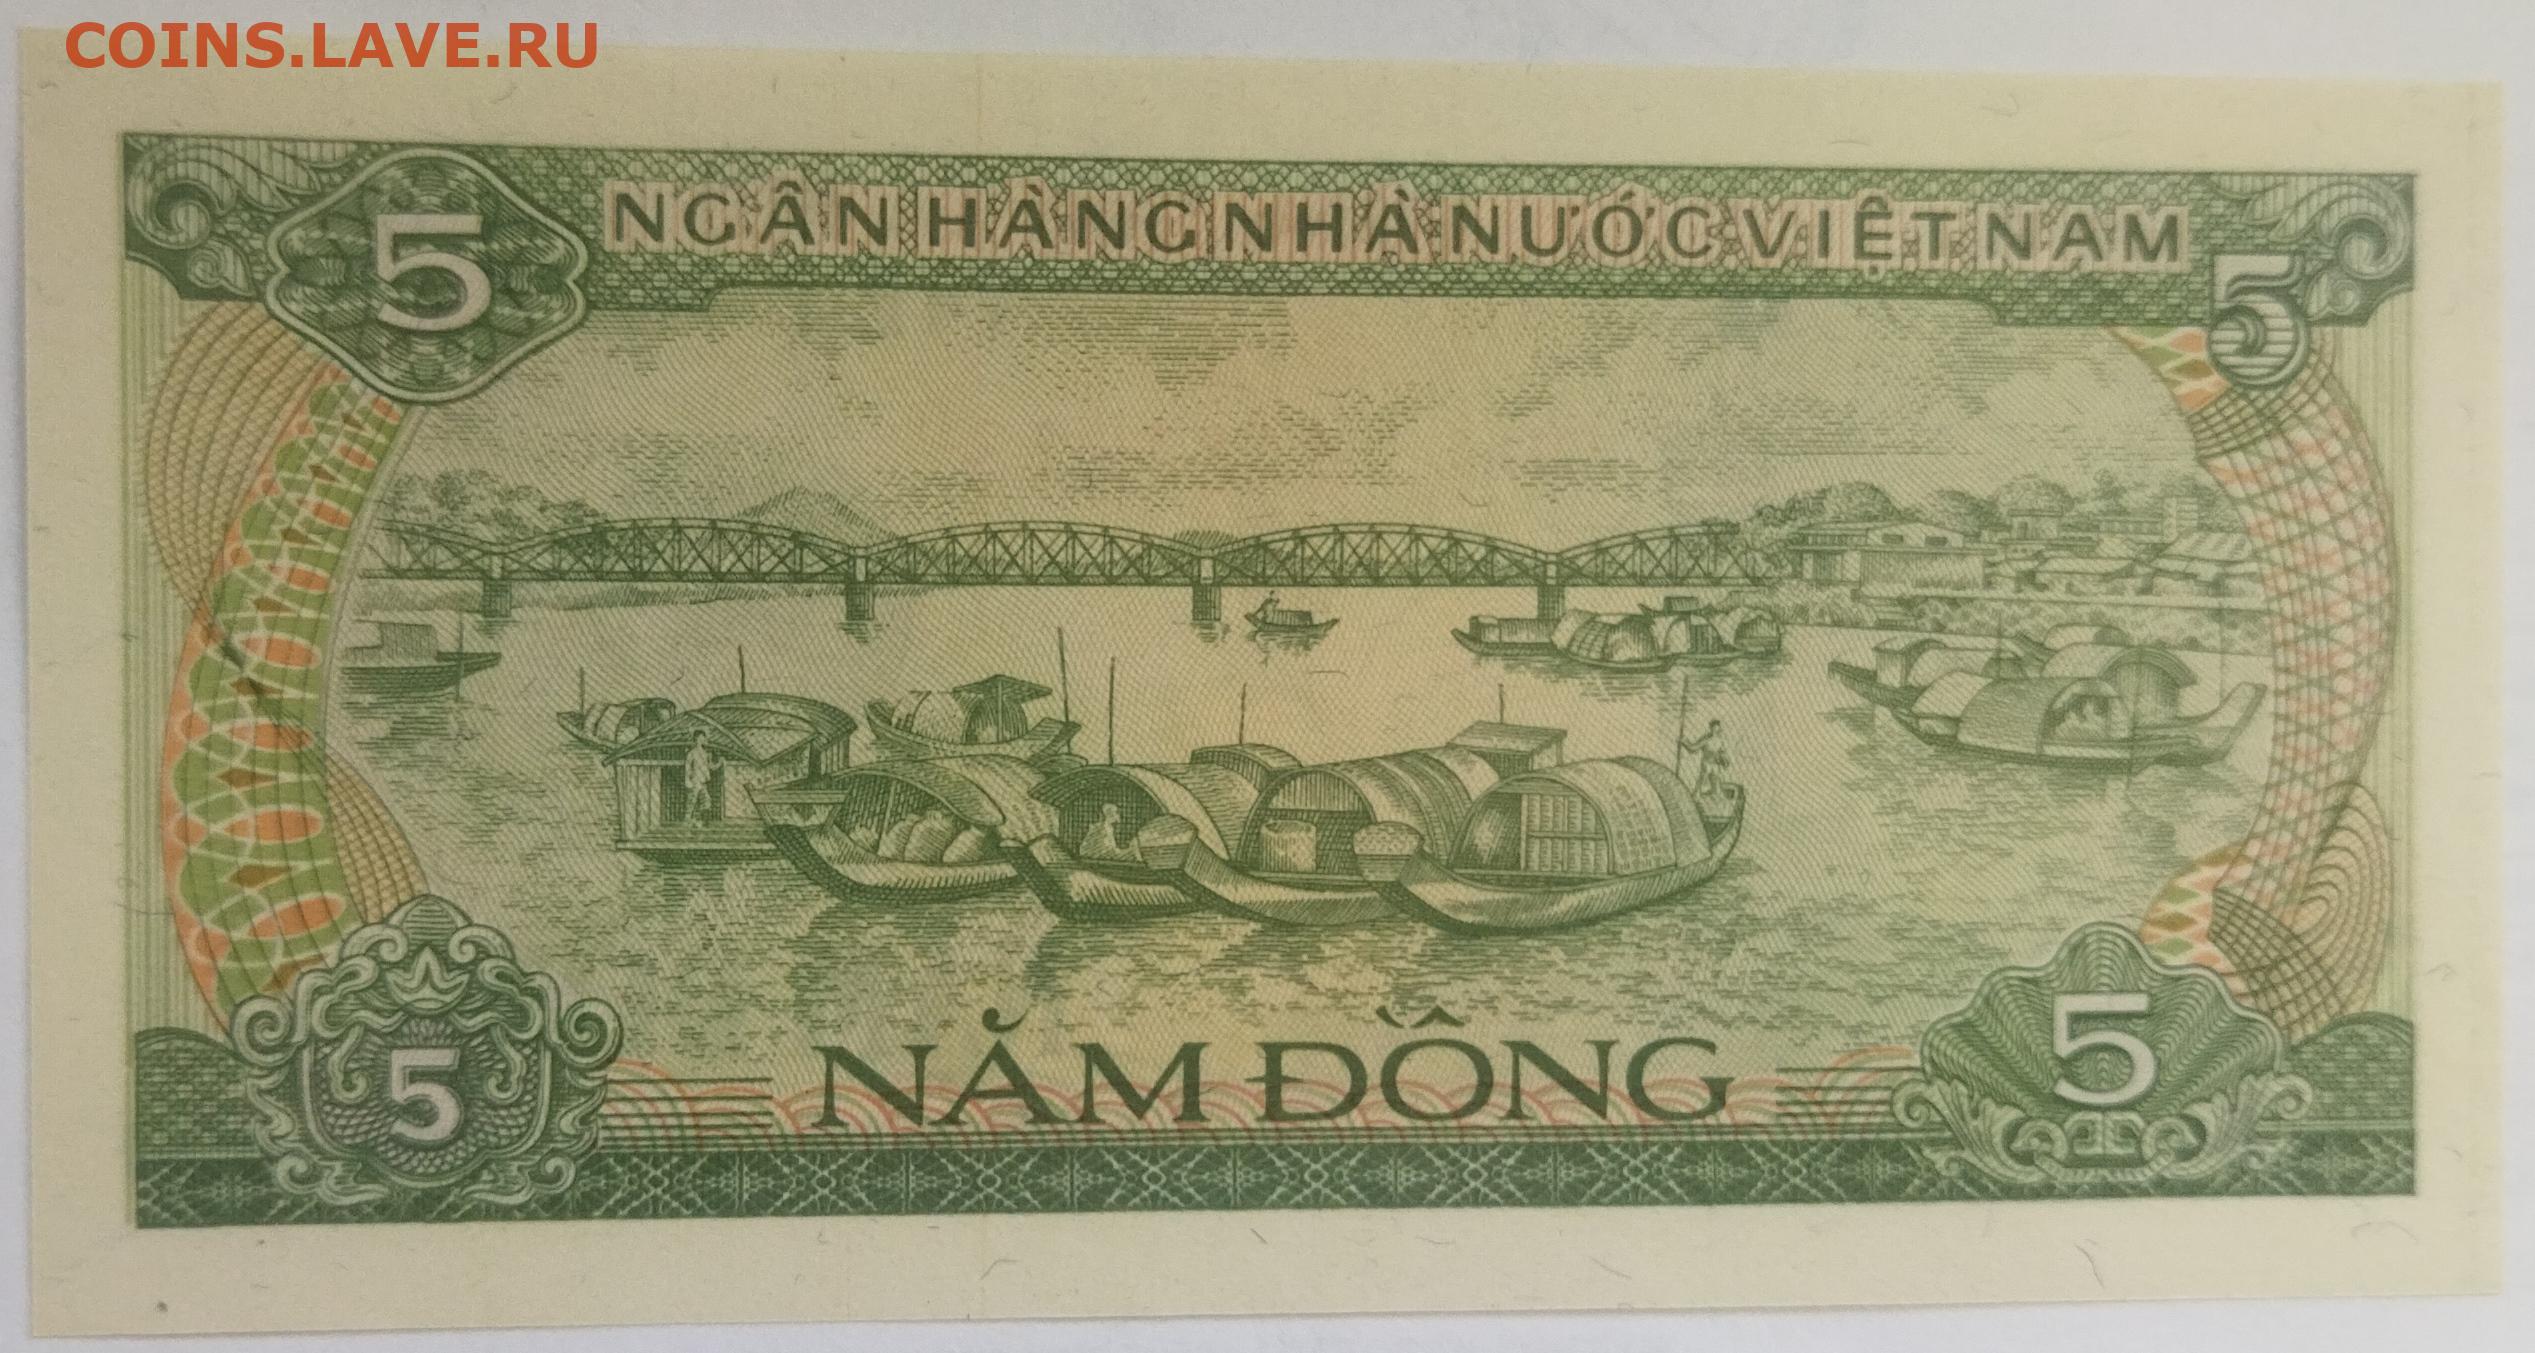 COINS.LAVE.RU
5 NGÂN HÀNG NHÀ NƯỚC VIỆT NAM 5
NĂM ĐỒNG
5 5